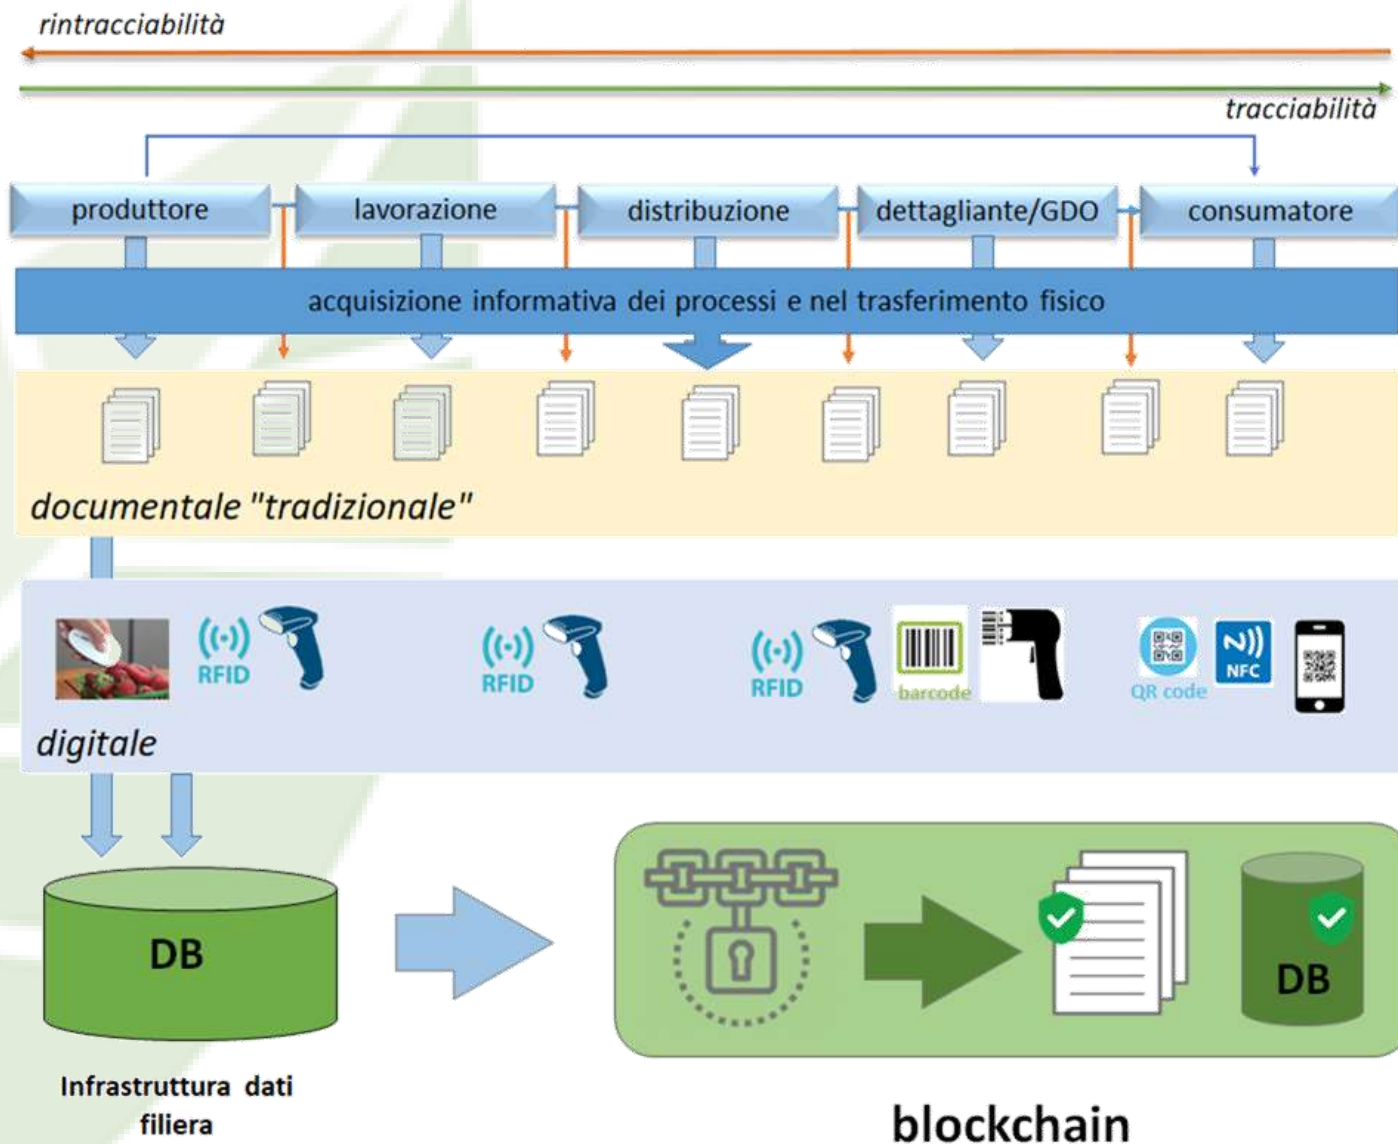 rintracciabilità
tracciabilità
produttore
lavorazione
distribuzione
dettagliante/GDO
consumatore
acquisizione informativa dei processi e nel trasferimento fisico
documentale "tradizionale"
RFID
RFID
RFID
barcode
QR code
NFC
digitale
DB
DB
Infrastruttura dati
filiera
blockchain